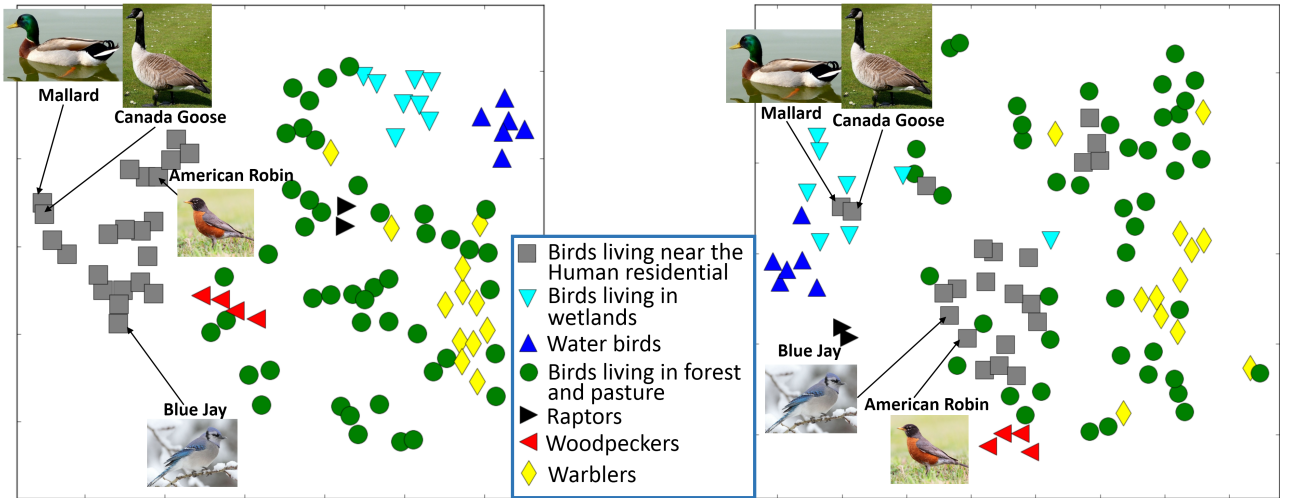 Mallard
Canada Goose
American Robin
Blue Jay
Birds living near the
Human residential
Birds living in
wetlands
Water birds
Birds living in forest
and pasture
Raptors
Woodpeckers
Warblers
Mallard
Canada Goose
Blue Jay
American Robin